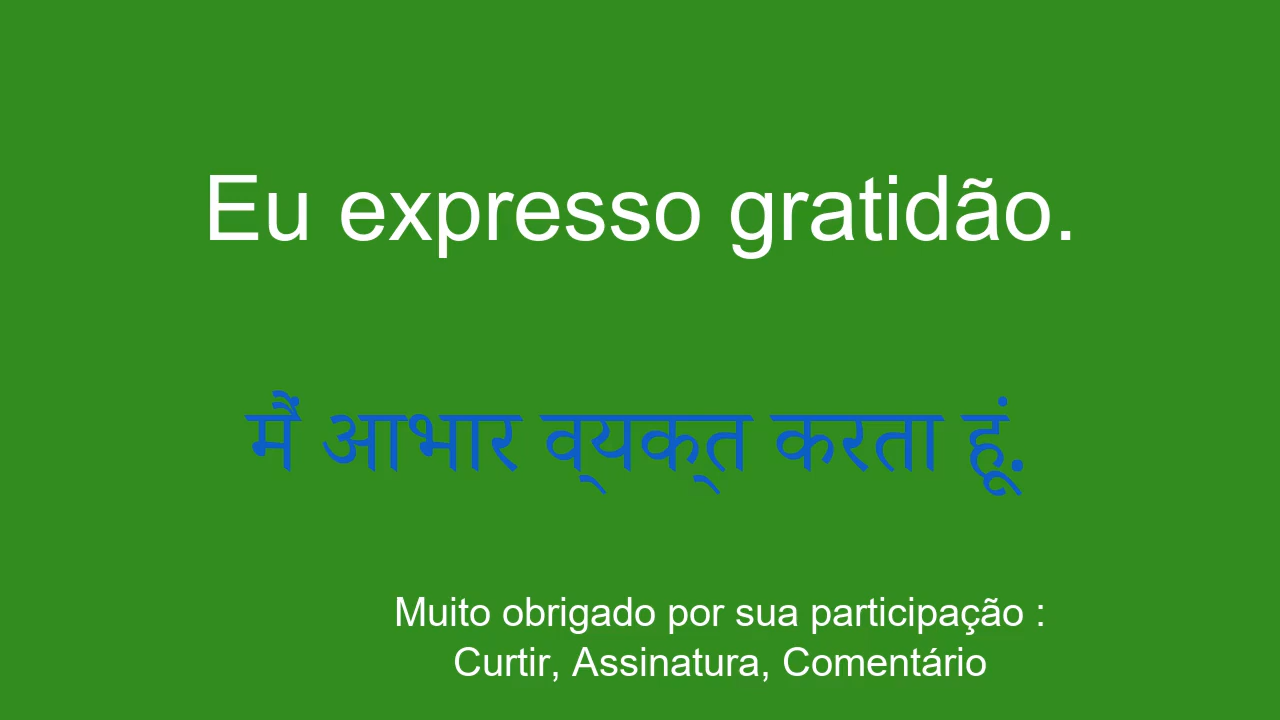 Eu expresso gratidão.
मैं आभार व्यक्त करता हूं.
Muito obrigado por sua participação :
Curtir, Assinatura, Comentário